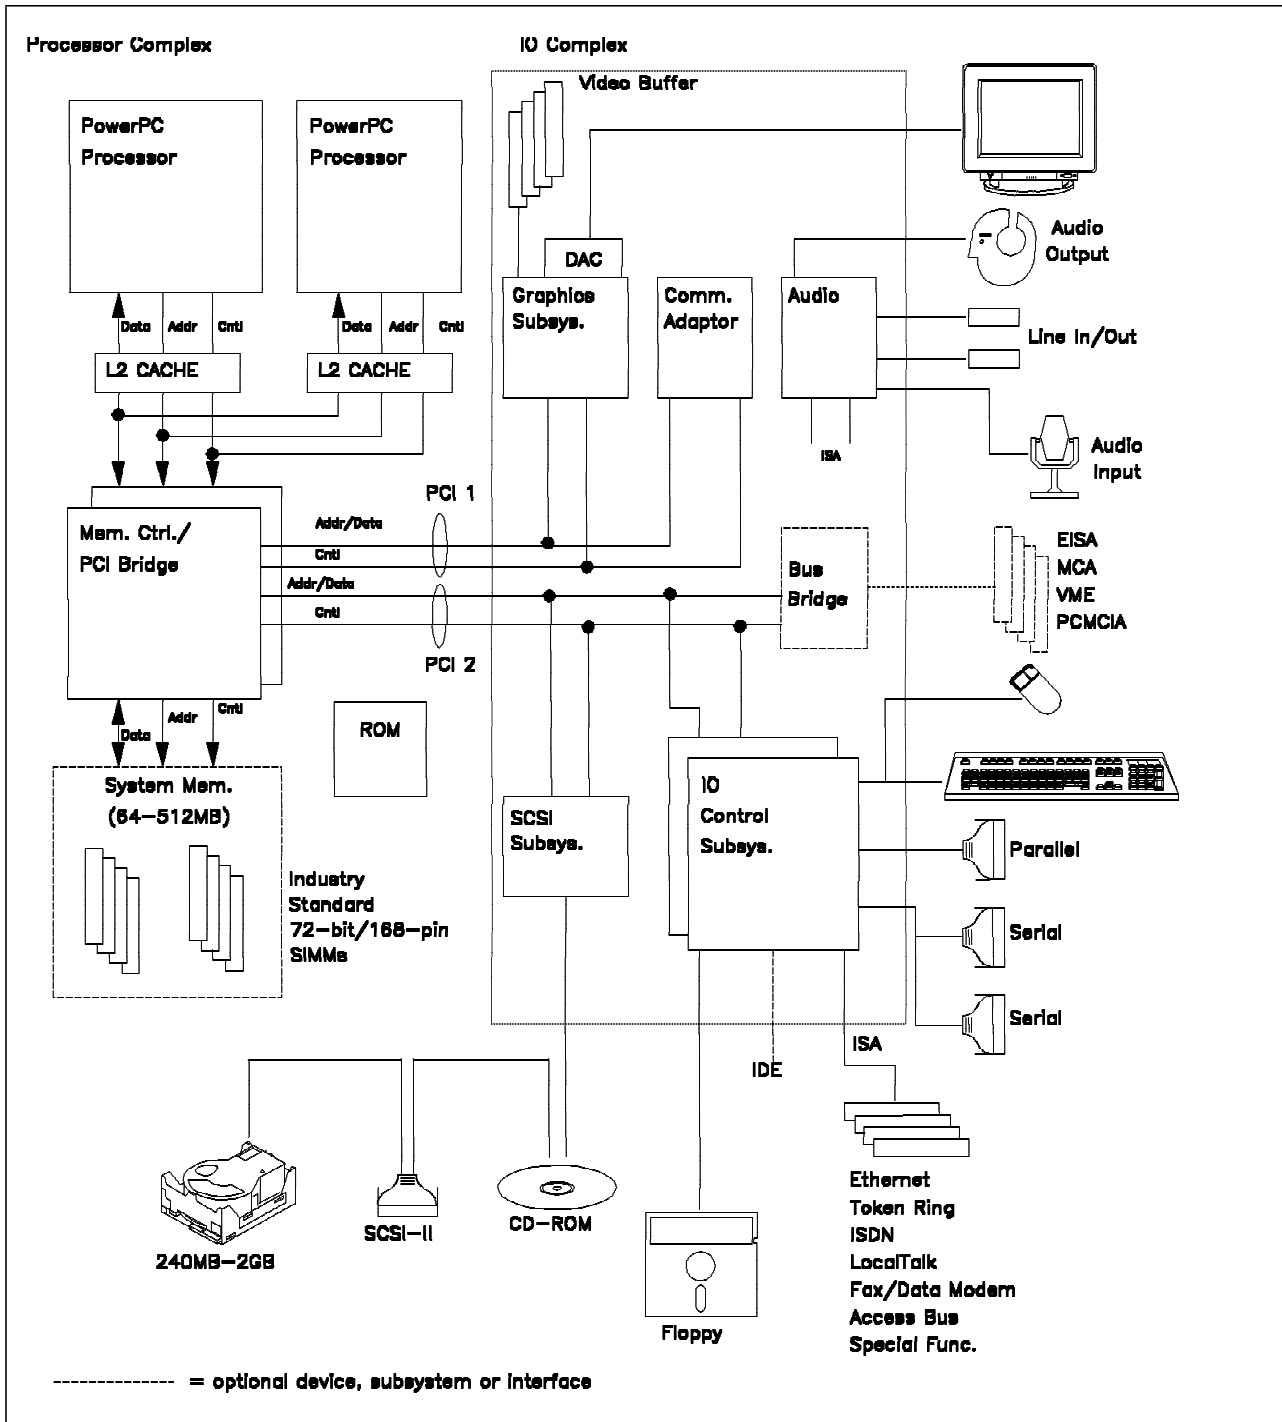 Processor Complex
IO Complex
Video Buffer
PowerPC
Processor
PowerPC
Processor
DAC
Audio
Output
Graphics
Subsys.
Comm.
Adaptor
Audio
Line In/Out
Data
Addr
Cntl
Data
Addr
Cntl
L2 CACHE
L2 CACHE
ISA
Audio
Input
PCI 1
Mem. Ctrl./
PCI Bridge
Addr/Data
Cntl
Addr/Data
Cntl
PCI 2
Bus
Bridge
EISA
MCA
VME
PCMCIA
Data
Addr
Cntl
ROM
System Mem.
(64-512MB)
Industry
Standard
72-bit/168-pin
SIMMs
SCSI
Subsys.
IO
Control
Subsys.
Parallel
Serial
Serial
ISA
IDE
240MB-2GB
SCSI-II
CD-ROM
Floppy
Ethernet
Token Ring
ISDN
LocalTalk
Fax/Data Modem
Access Bus
Special Func.
-------------- = optional device, subsystem or interface